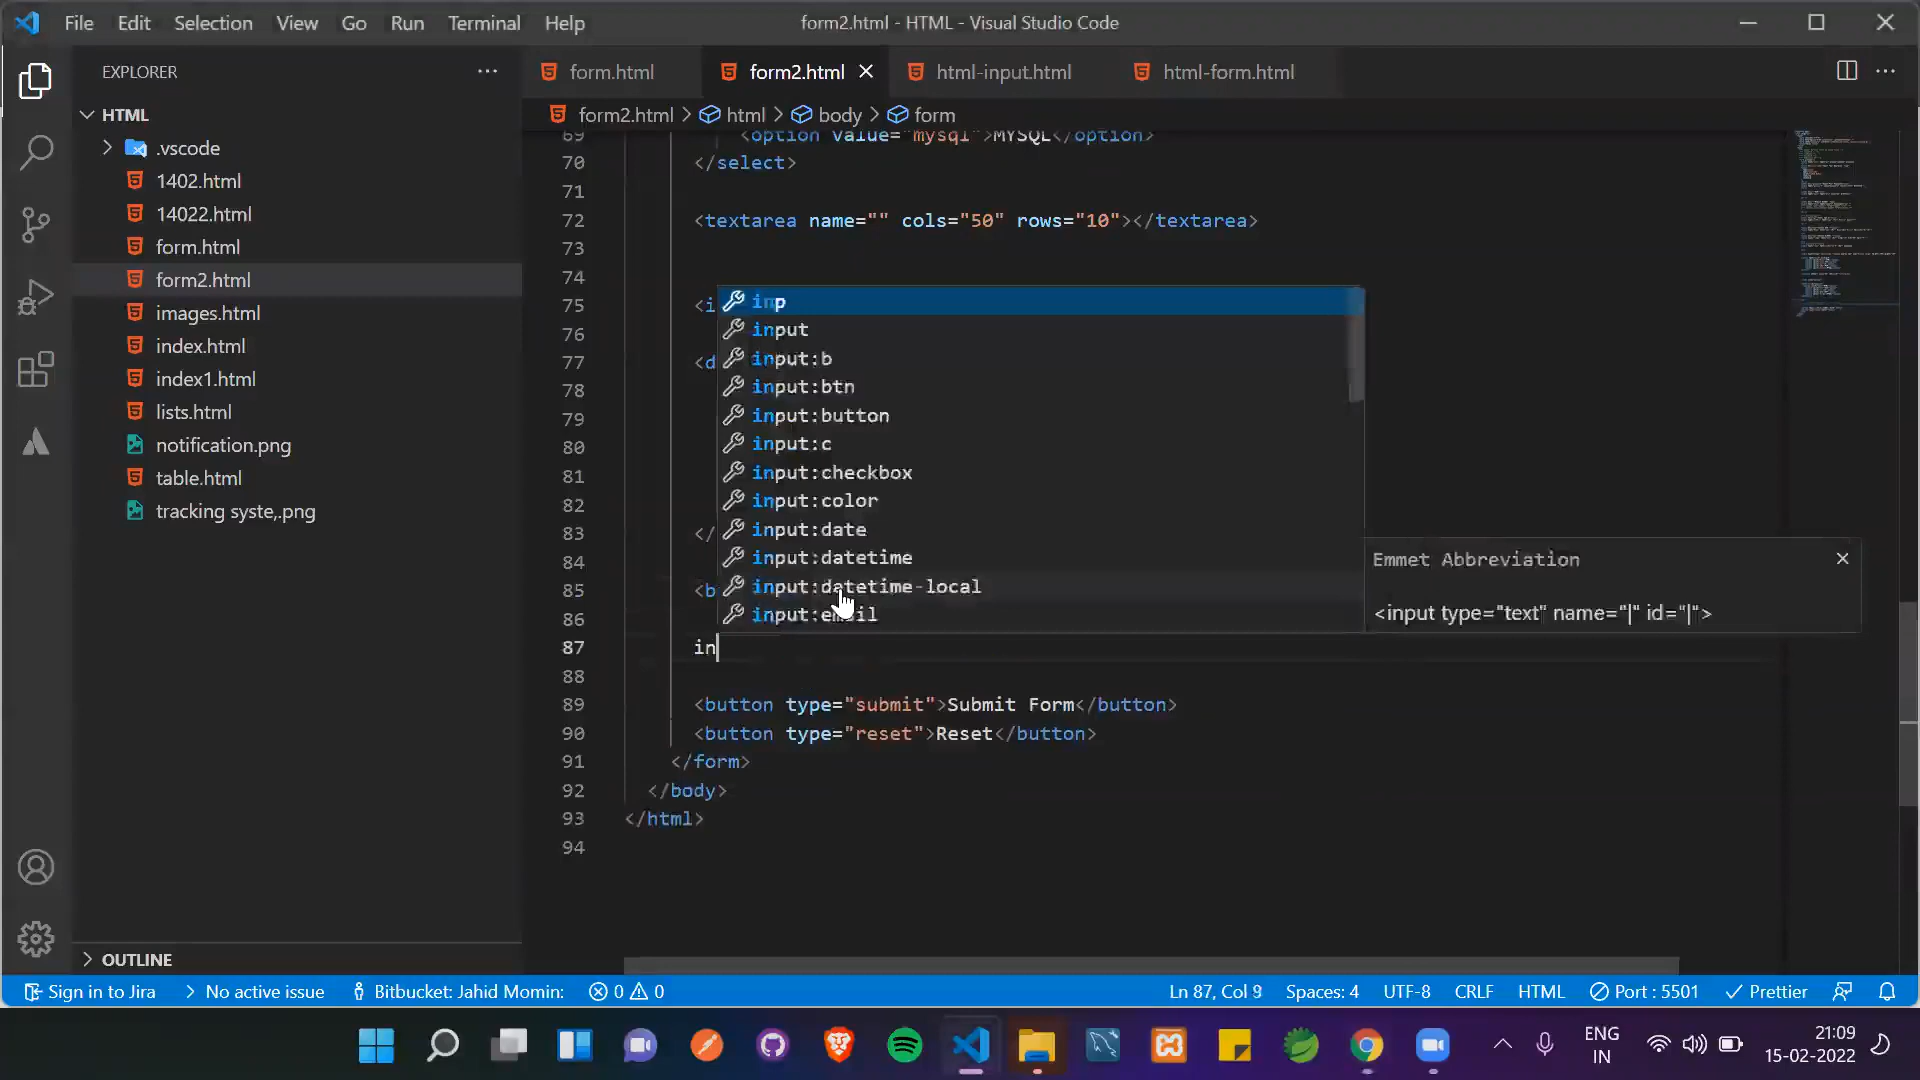 File Edit Selection View Go Run Terminal Help
form2.html - HTML - Visual Studio Code
EXPLORER
form.html
form2.html
html-input.html
html-form.html
HTML
form2.html > html > body > form
.vscode
1402.html
14022.html
form.html
form2.html
images.html
index.html
index1.html
lists.html
notification.png
table.html
tracking syste,.png
OUTLINE
69 <option value="mysql">MYSQL</option>
70 </select>
71
72 <textarea name="" cols="50" rows="10"></textarea>
73
74
75 <i
76
77 <d
78
79
80
81
82
83 </
84
85 <b
86
87 in
88
89 <button type="submit">Submit Form</button>
90 <button type="reset">Reset</button>
91 </form>
92 </body>
93 </html>
94
inp
input
input:b
input:btn
input:button
input:c
input:checkbox
input:color
input:date
input:datetime
input:datetime-local
input:email
Emmet Abbreviation
<input type="text" name="|" id="|">
Sign in to Jira
No active issue
Bitbucket: Jahid Momin:
0 0
Ln 87, Col 9
Spaces: 4
UTF-8
CRLF
HTML
Port : 5501
Prettier
ENG
IN
21:09
15-02-2022